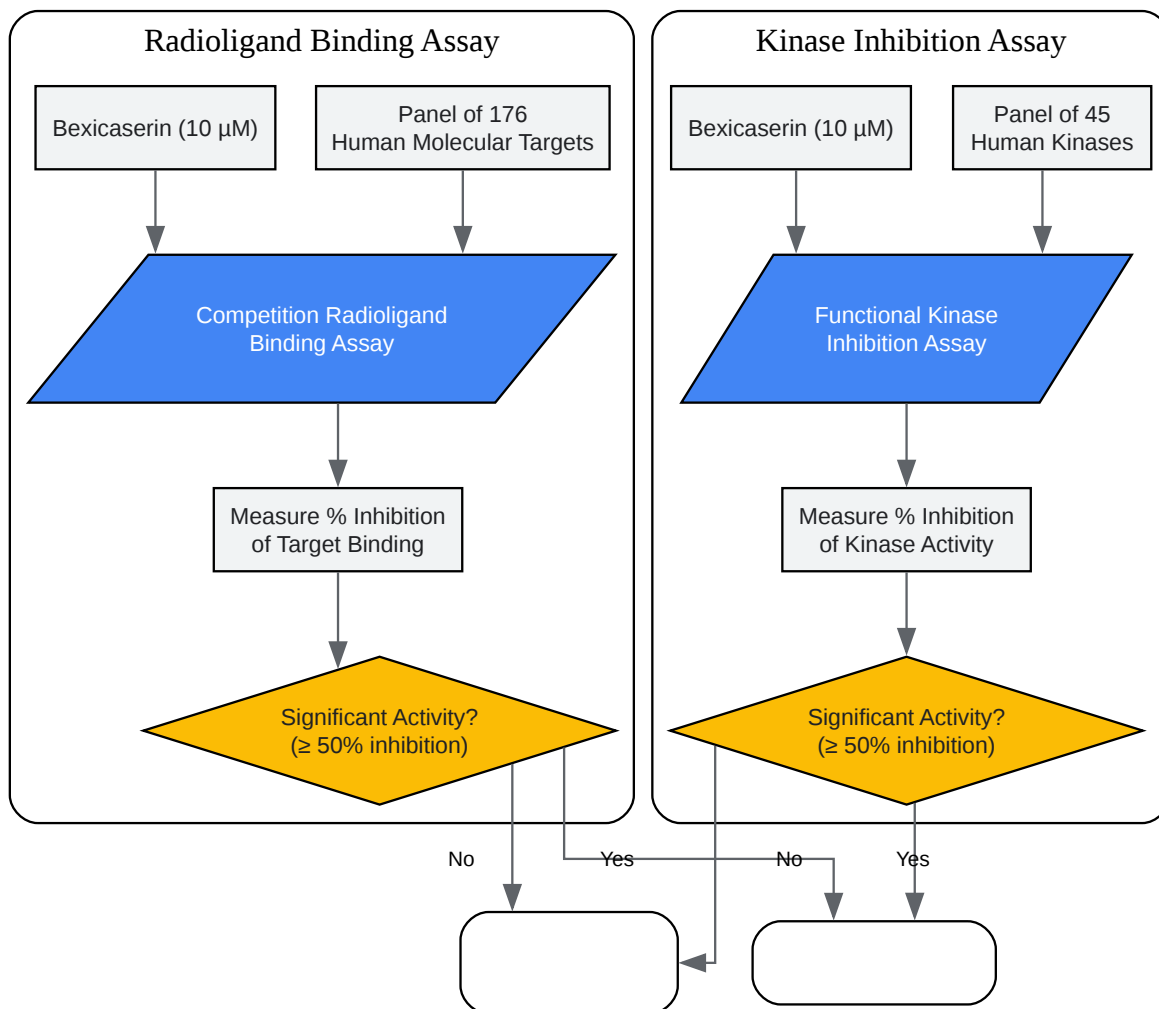 Radioligand Binding Assay
Bexicaserin (10 µM)
Panel of 176
Human Molecular Targets
Competition Radioligand
Binding Assay
Measure % Inhibition
of Target Binding
Significant Activity?
(≥ 50% inhibition)
Kinase Inhibition Assay
Bexicaserin (10 µM)
Panel of 45
Human Kinases
Functional Kinase
Inhibition Assay
Measure % Inhibition
of Kinase Activity
Significant Activity?
(≥ 50% inhibition)
No
Yes
No
Yes